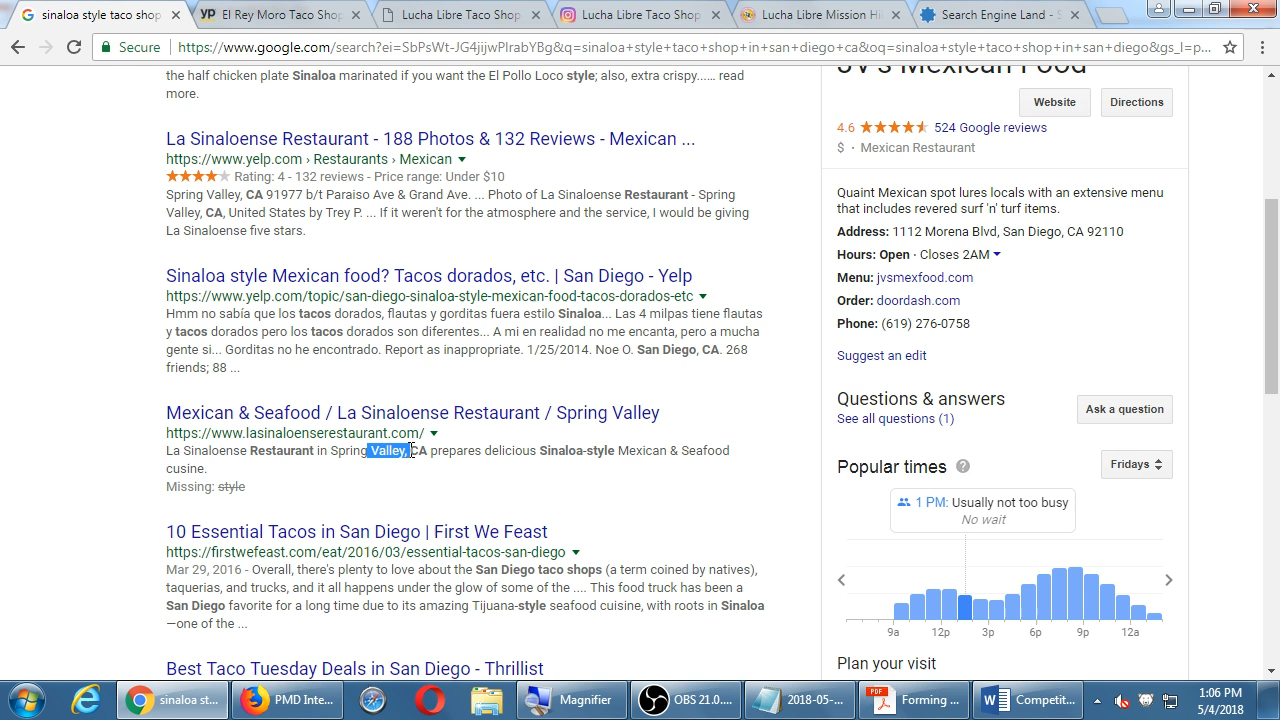 sinaloa style taco shop
El Rey Moro Taco Shop
Lucha Libre Taco Shop
Lucha Libre Taco Shop
Lucha Libre Mission Hi
Search Engine Land - S
Secure
https://www.google.com/search?ei=SbPsWt-JG4jijwPIrabYBg&q=sinaloa+style+taco+shop+in+san+diego+ca&oq=sinaloa+style+taco+shop+in+san+diego&gs_l=p...
the half chicken plate Sinaloa marinated if you want the El Pollo Loco style; also, extra crispy...... read
more.
La Sinaloense Restaurant - 188 Photos & 132 Reviews - Mexican ...
https://www.yelp.com › Restaurants › Mexican
Rating: 4 - 132 reviews - Price range: Under $10
Spring Valley, CA 91977 b/t Paraiso Ave & Grand Ave. ... Photo of La Sinaloense Restaurant - Spring
Valley, CA, United States by Trey P. ... If it weren't for the atmosphere and the service, I would be giving
La Sinaloense five stars.
Sinaloa style Mexican food? Tacos dorados, etc. | San Diego - Yelp
https://www.yelp.com/topic/san-diego-sinaloa-style-mexican-food-tacos-dorados-etc
Hmm no sabía que los tacos dorados, flautas y gorditas fuera estilo Sinaloa... Las 4 milpas tiene flautas
y tacos dorados pero los tacos dorados son diferentes... A mi en realidad no me encanta, pero a mucha
gente si... Gorditas no he encontrado. Report as inappropriate. 1/25/2014. Noe O. San Diego, CA. 268
friends; 88 ...
Mexican & Seafood / La Sinaloense Restaurant / Spring Valley
https://www.lasinaloenserestaurant.com/
La Sinaloense Restaurant in Spring Valley, CA prepares delicious Sinaloa-style Mexican & Seafood
cusine.
Missing: style
10 Essential Tacos in San Diego | First We Feast
https://firstwefeast.com/eat/2016/03/essential-tacos-san-diego
Mar 29, 2016 - Overall, there's plenty to love about the San Diego taco shops (a term coined by natives),
taquerias, and trucks, and it all happens under the glow of some of the .... This food truck has been a
San Diego favorite for a long time due to its amazing Tijuana-style seafood cuisine, with roots in Sinaloa
—one of the ...
Best Taco Tuesday Deals in San Diego - Thrillist
JV's Mexican Food
Website
Directions
4.6 524 Google reviews
$ · Mexican Restaurant
Quaint Mexican spot lures locals with an extensive menu
that includes revered surf 'n' turf items.
Address: 1112 Morena Blvd, San Diego, CA 92110
Hours: Open · Closes 2AM
Menu: jvsmexfood.com
Order: doordash.com
Phone: (619) 276-0758
Suggest an edit
Questions & answers
See all questions (1)
Ask a question
Popular times ?
Fridays
1 PM: Usually not too busy
No wait
9a 12p 3p 6p 9p 12a
Plan your visit
sinaloa st...
PMD Inte...
Magnifier
OBS 21.0....
2018-05-...
PDF
Forming ...
Competit...
1:06 PM
5/4/2018